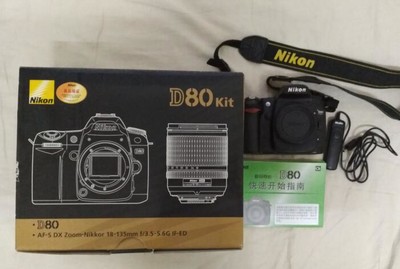 Nikon
D80 Kit
· D80
+ AF-S DX Zoom-Nikkor 18-135mm f/3.5-5.6G IF-ED
Nikon
Nikon
D80
快速开始指南